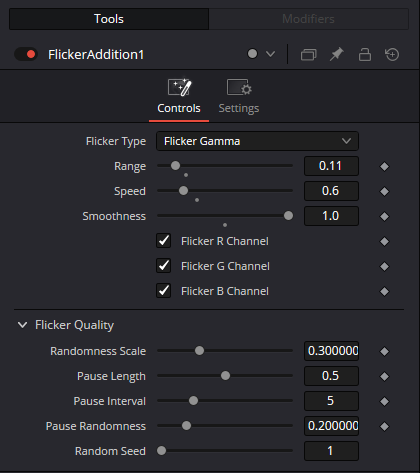 Tools Modifiers
FlickerAddition1
Controls Settings
Flicker Type Flicker Gamma
Range 0.11
Speed 0.6
Smoothness 1.0
Flicker R Channel
Flicker G Channel
Flicker B Channel
Flicker Quality
Randomness Scale 0.300000
Pause Length 0.5
Pause Interval 5
Pause Randomness 0.200000
Random Seed 1